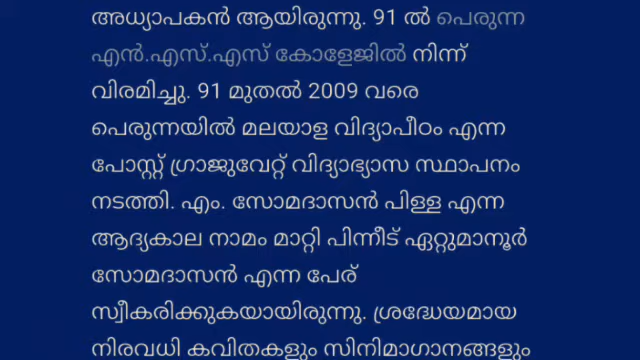 അധ്യാപകൻ ആയിരുന്നു. 91 ൽ പെരുന്ന
എൻ.എസ്.എസ് കോളേജിൽ നിന്ന്
വിരമിച്ചു. 91 മുതൽ 2009 വരെ
പെരുന്നയിൽ മലയാള വിദ്യാപീഠം എന്ന
പോസ്റ്റ് ഗ്രാജുവേറ്റ് വിദ്യാഭ്യാസ സ്ഥാപനം
നടത്തി. എം. സോമദാസൻ പിള്ള എന്ന
ആദ്യകാല നാമം മാറ്റി പിന്നീട് ഏറ്റുമാനൂർ
സോമദാസൻ എന്ന പേര്
സ്വീകരിക്കുകയായിരുന്നു. ശ്രദ്ധേയമായ
നിരവധി കവിതകളും സിനിമാഗാനങ്ങളും